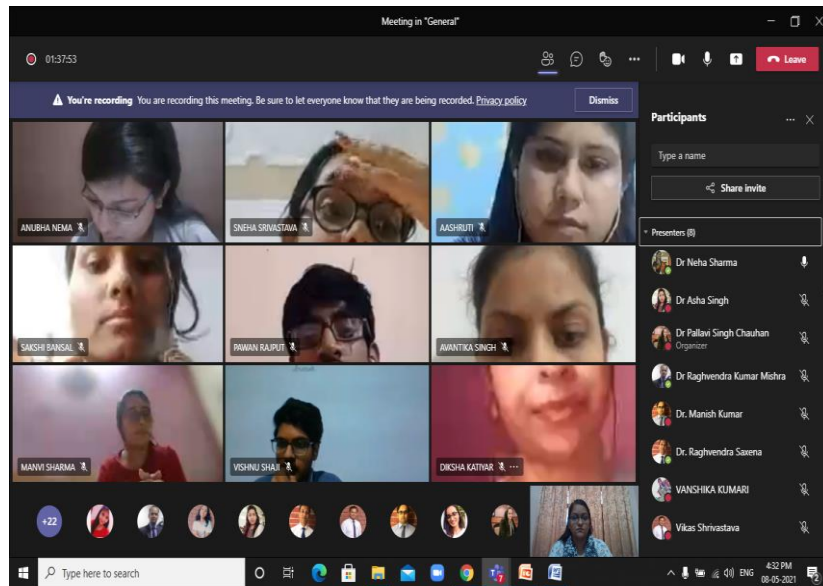 Meeting in "General"
01:37:53
Leave
You're recording You are recording this meeting. Be sure to let everyone know that they are being recorded. Privacy policy
Dismiss
Participants
Type a name
Share invite
Presenters (8)
Dr Neha Sharma
Dr Asha Singh
Dr Pallavi Singh Chauhan
Organizer
Dr Raghvendra Kumar Mishra
Dr. Manish Kumar
Dr. Raghvendra Saxena
VANSHIKA KUMARI
Vikas Shrivastava
ANUBHA NEMA
SNEHA SRIVASTAVA
AASHRUTI
SAKSHI BANSAL
PAWAN RAJPUT
AVANTIKA SINGH
MANVI SHARMA
VISHNU SHAJI
DIKSHA KATIYAR
+22
Type here to search
ENG
4:32 PM
08-05-2021